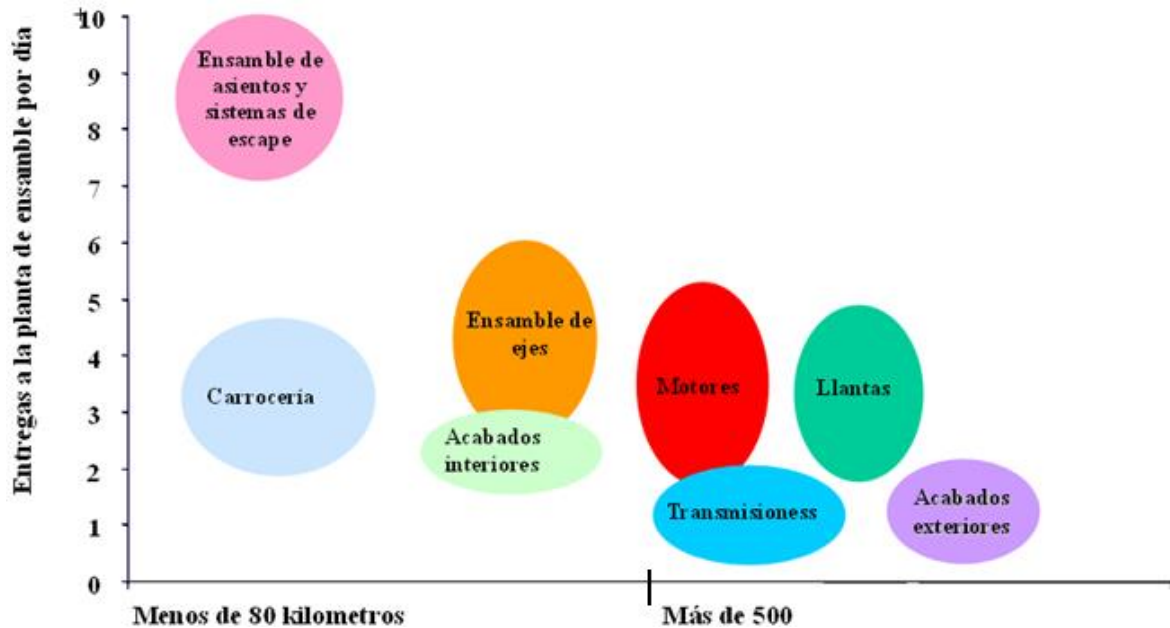 Entregas a la planta de ensamble por día
+10
9
8
7
6
5
4
3
2
1
0
Ensamble de
asientos y
sistemas de
escape
Carrocería
Ensamble de
ejes
Acabados
interiores
Motores
Llantas
Transmisioness
Acabados
exteriores
Menos de 80 kilometros
Más de 500